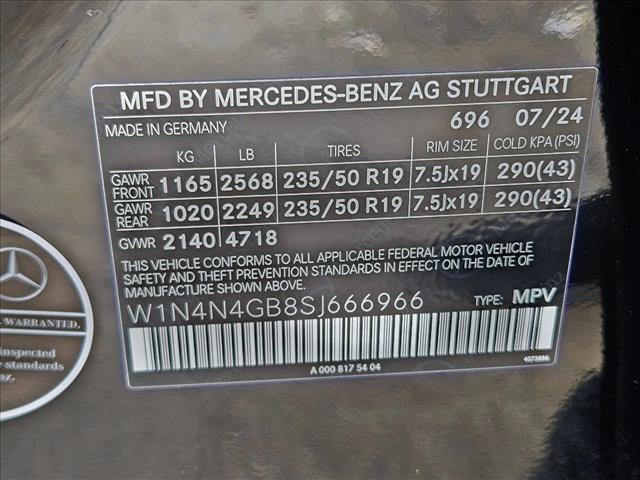 MFD BY MERCEDES-BENZ AG STUTTGART
MADE IN GERMANY 696 07/24
KG LB TIRES RIM SIZE COLD KPA (PSI)
GAWR FRONT 1165 2568 235/50 R19 7.5Jx19 290(43)
GAWR REAR 1020 2249 235/50 R19 7.5Jx19 290(43)
GVWR 2140 4718
THIS VEHICLE CONFORMS TO ALL APPLICABLE FEDERAL MOTOR VEHICLE
SAFETY AND THEFT PREVENTION STANDARDS IN EFFECT ON THE DATE OF
MANUFACTURE SHOWN ABOVE.
W1N4N4GB8SJ666966 TYPE: MPV
A 000 817 54 04
4073886
WARRANTED.
inspected